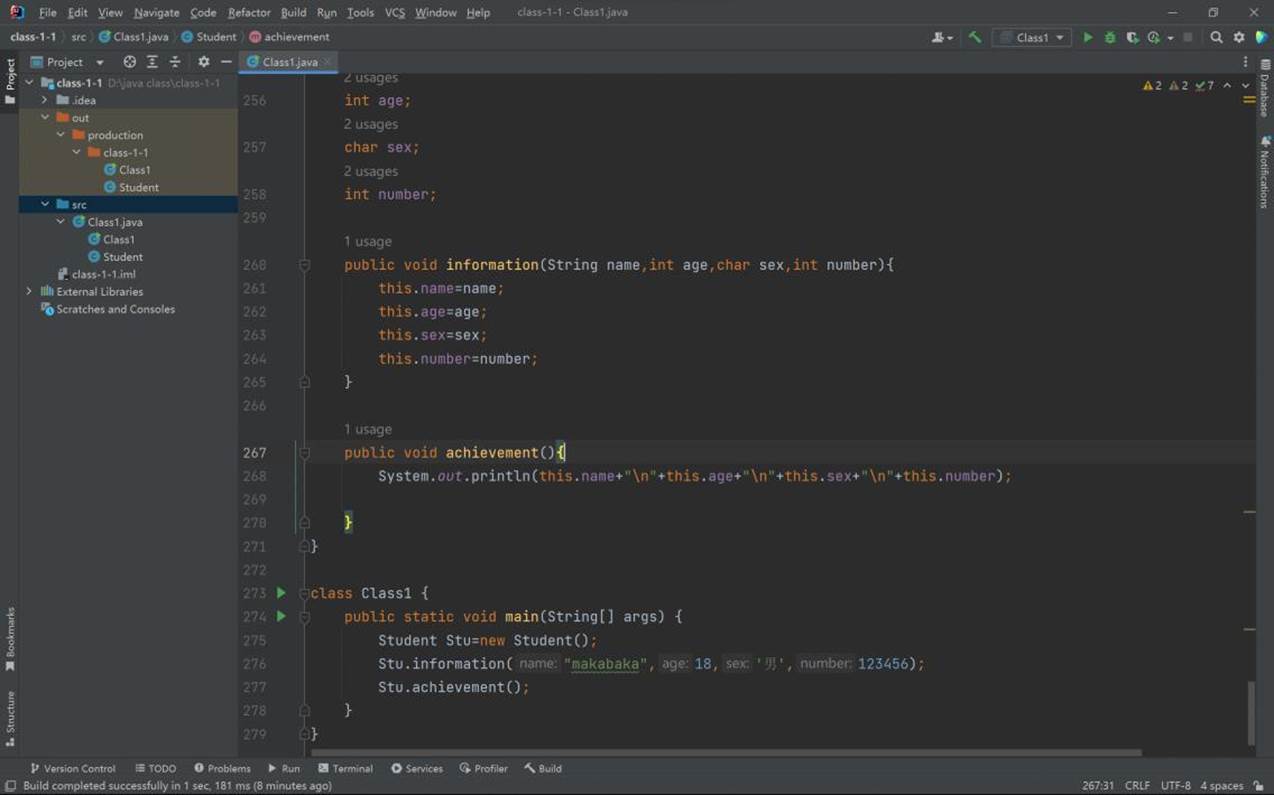 File Edit View Navigate Code Refactor Build Run Tools VCS Window Help class-1-1 - Class1.java
class-1-1 src Class1.java Student achievement Class1
Project Class1.java
Project
class-1-1 D:\java class\class-1-1
.idea
out
production
class-1-1
Class1
Student
src
Class1.java
Class1
Student
class-1-1.iml
External Libraries
Scratches and Consoles
Bookmarks
Structure
2 usages
256 int age;
2 usages
257 char sex;
2 usages
258 int number;
259
1 usage
260 public void information(String name,int age,char sex,int number){
261 this.name=name;
262 this.age=age;
263 this.sex=sex;
264 this.number=number;
265 }
266
1 usage
267 public void achievement(){
268 System.out.println(this.name+"\n"+this.age+"\n"+this.sex+"\n"+this.number);
269
270 }
271 }
272
273 class Class1 {
274 public static void main(String[] args) {
275 Student Stu=new Student();
276 Stu.information( name: "makabaka", age: 18, sex: '男', number: 123456);
277 Stu.achievement();
278 }
279 }
2 2 7
Database
Notifications
Version Control TODO Problems Run Terminal Services Profiler Build
Build completed successfully in 1 sec, 181 ms (8 minutes ago) 267:31 CRLF UTF-8 4 spaces